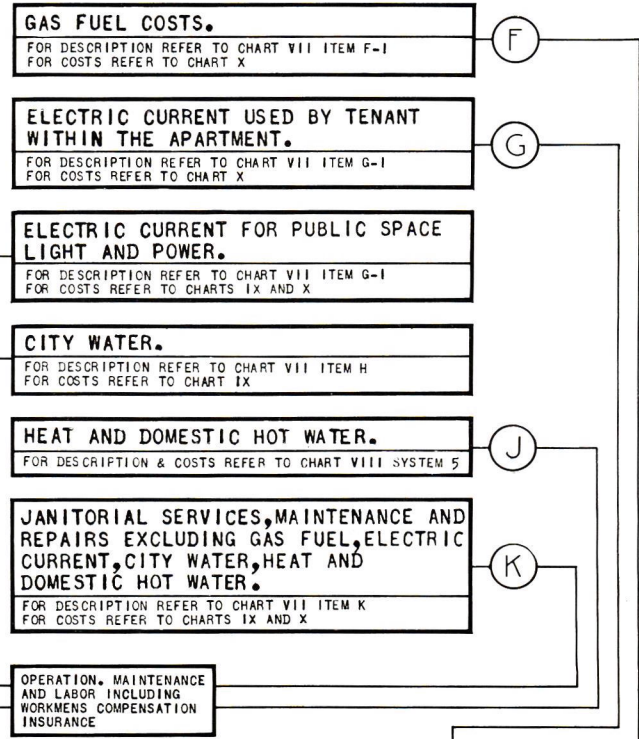 GAS FUEL COSTS.
FOR DESCRIPTION REFER TO CHART VII ITEM F-1
FOR COSTS REFER TO CHART X
F
ELECTRIC CURRENT USED BY TENANT
WITHIN THE APARTMENT.
FOR DESCRIPTION REFER TO CHART VII ITEM G-1
FOR COSTS REFER TO CHART X
G
ELECTRIC CURRENT FOR PUBLIC SPACE
LIGHT AND POWER.
FOR DESCRIPTION REFER TO CHART VII ITEM G-1
FOR COSTS REFER TO CHARTS IX AND X
CITY WATER.
FOR DESCRIPTION REFER TO CHART VII ITEM H
FOR COSTS REFER TO CHART IX
HEAT AND DOMESTIC HOT WATER.
FOR DESCRIPTION & COSTS REFER TO CHART VIII SYSTEM 5
J
JANITORIAL SERVICES, MAINTENANCE AND
REPAIRS EXCLUDING GAS FUEL, ELECTRIC
CURRENT, CITY WATER, HEAT AND
DOMESTIC HOT WATER.
FOR DESCRIPTION REFER TO CHART VII ITEM K
FOR COSTS REFER TO CHARTS IX AND X
K
OPERATION. MAINTENANCE
AND LABOR INCLUDING
WORKMENS COMPENSATION
INSURANCE